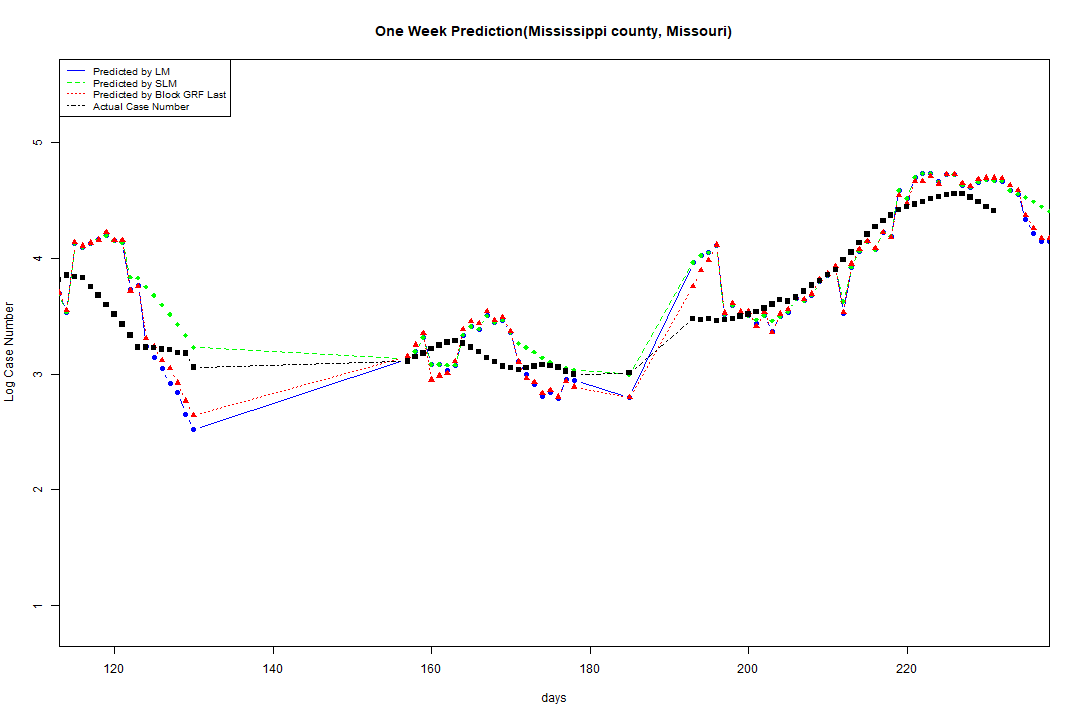 One Week Prediction(Mississippi county, Missouri)
Predicted by LM
Predicted by SLM
Predicted by Block GRF Last
Actual Case Number
Log Case Number
5
4
3
2
1
120 140 160 180 200 220
days